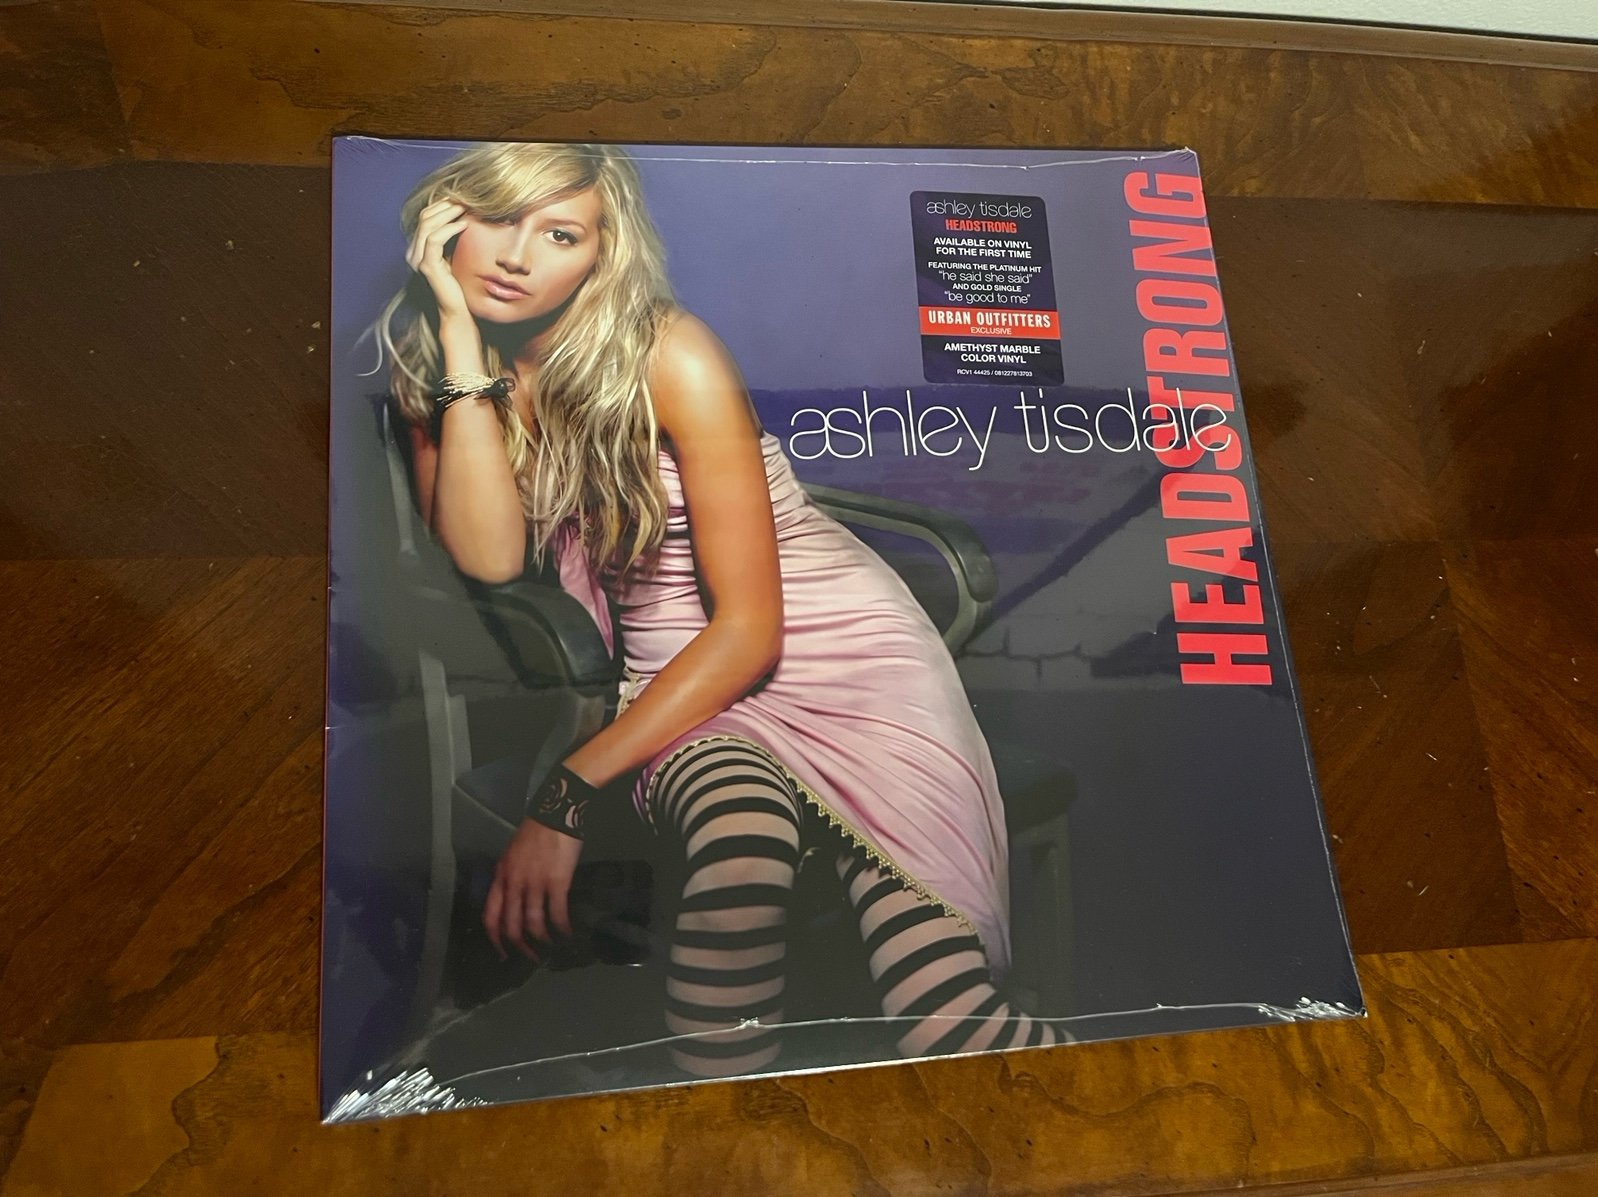 ashley tisdale
HEADSTRONG
AVAILABLE ON VINYL
FOR THE FIRST TIME
FEATURING THE PLATINUM HIT
"he said she said"
AND GOLD SINGLE
"be good to me"
URBAN OUTFITTERS
EXCLUSIVE
AMETHYST MARBLE
COLOR VINYL
RCV1 44425 / 081227813703
ashley tisdale
HEADSTRONG